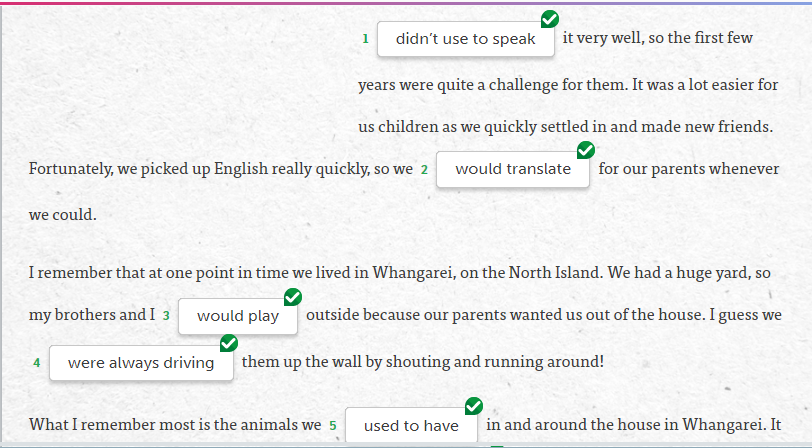 1 didn't use to speak it very well, so the first few
years were quite a challenge for them. It was a lot easier for
us children as we quickly settled in and made new friends.
Fortunately, we picked up English really quickly, so we 2 would translate for our parents whenever
we could.
I remember that at one point in time we lived in Whangarei, on the North Island. We had a huge yard, so
my brothers and I 3 would play outside because our parents wanted us out of the house. I guess we
4 were always driving them up the wall by shouting and running around!
What I remember most is the animals we 5 used to have in and around the house in Whangarei. It